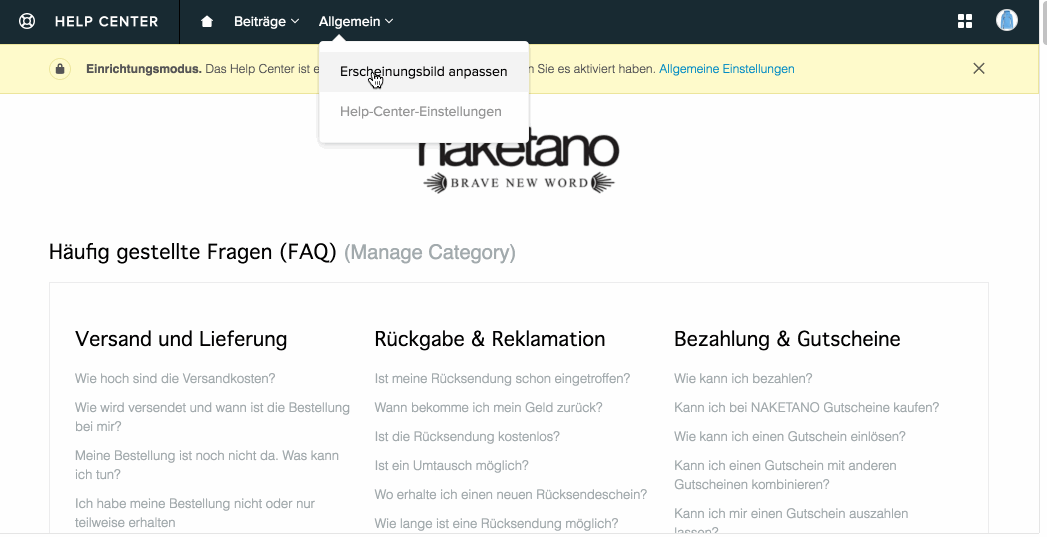 HELP CENTER
Beiträge
Allgemein
Erscheinungsbild anpassen
Help-Center-Einstellungen
Einrichtungsmodus. Das Help Center ist n Sie es aktiviert haben. Allgemeine Einstellungen
naketano
BRAVE NEW WORD
Häufig gestellte Fragen (FAQ) (Manage Category)
Versand und Lieferung
Wie hoch sind die Versandkosten?
Wie wird versendet und wann ist die Bestellung
bei mir?
Meine Bestellung ist noch nicht da. Was kann
ich tun?
Ich habe meine Bestellung nicht oder nur
teilweise erhalten
Rückgabe & Reklamation
Ist meine Rücksendung schon eingetroffen?
Wann bekomme ich mein Geld zurück?
Ist die Rücksendung kostenlos?
Ist ein Umtausch möglich?
Wo erhalte ich einen neuen Rücksendeschein?
Wie lange ist eine Rücksendung möglich?
Bezahlung & Gutscheine
Wie kann ich bezahlen?
Kann ich bei NAKETANO Gutscheine kaufen?
Wie kann ich einen Gutschein einlösen?
Kann ich einen Gutschein mit anderen
Gutscheinen kombinieren?
Kann ich mir einen Gutschein auszahlen
lassen?